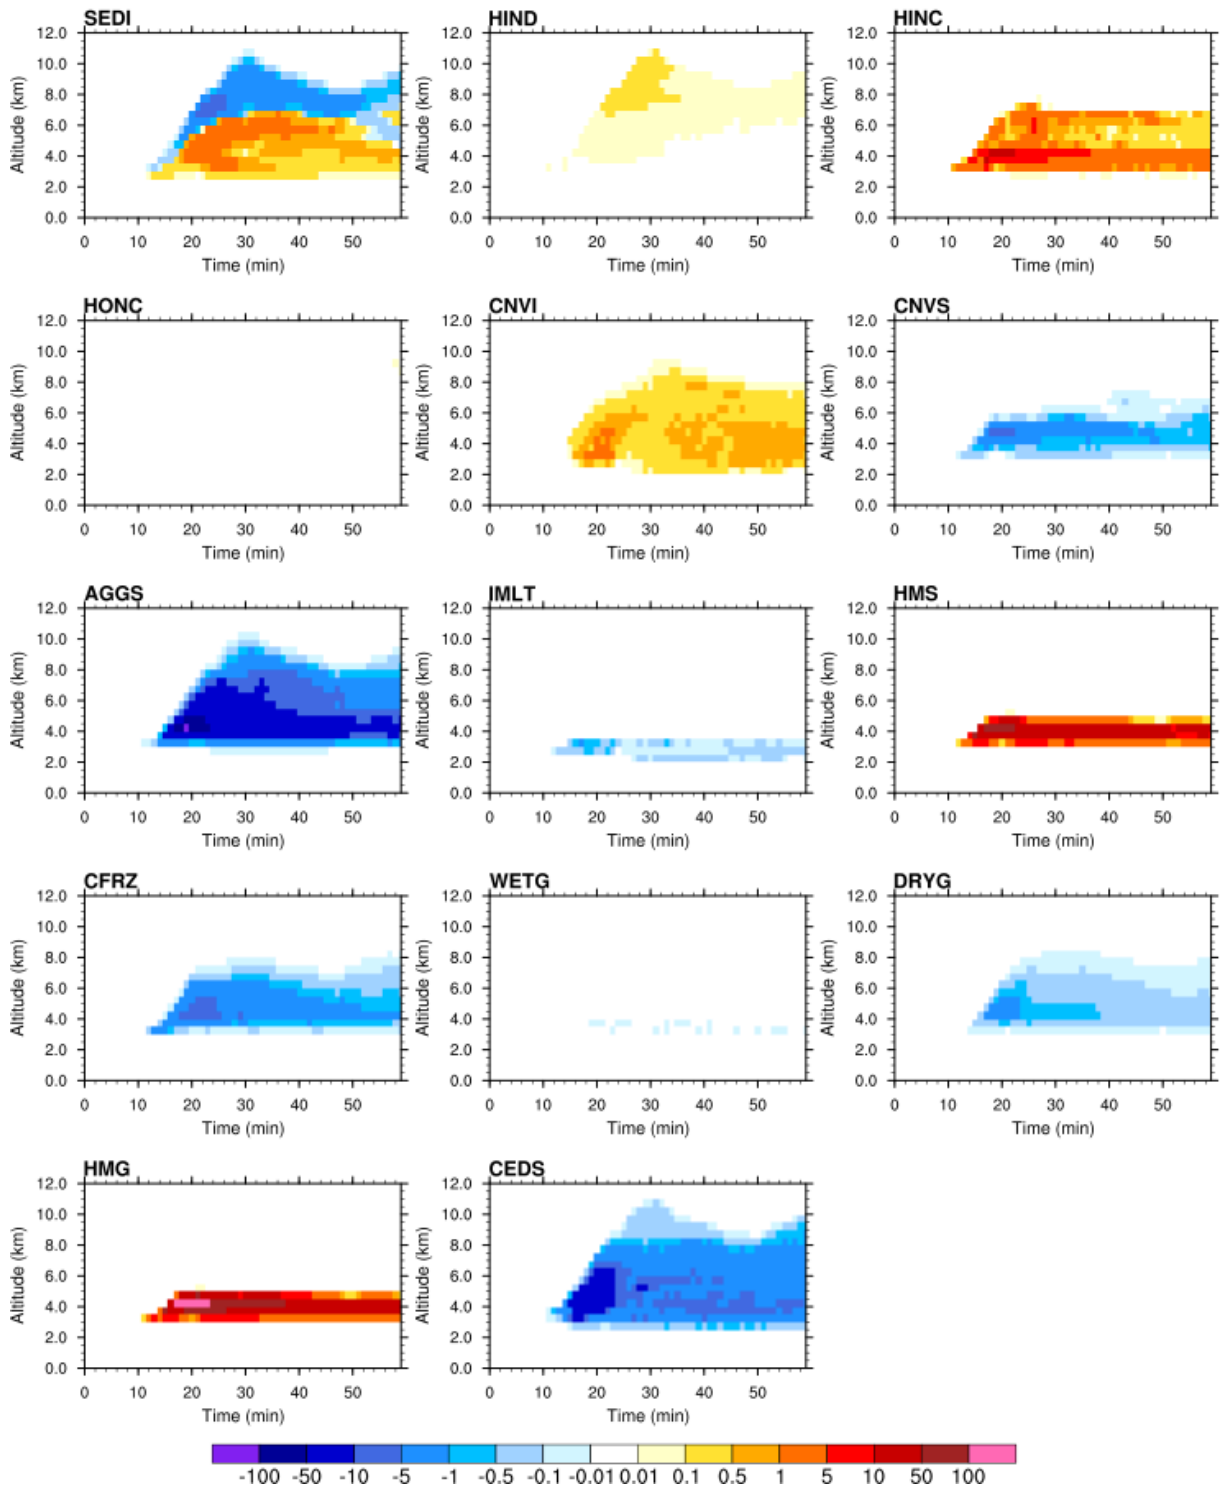 SEDI HIND HINC
12.0 12.0 12.0
10.0 10.0 10.0
8.0 8.0 8.0
6.0 6.0 6.0
4.0 4.0 4.0
2.0 2.0 2.0
0.0 0.0 0.0
Altitude (km) Altitude (km) Altitude (km)
0 10 20 30 40 50 0 10 20 30 40 50 0 10 20 30 40 50
Time (min) Time (min) Time (min)
HONC CNVI CNVS
12.0 12.0 12.0
10.0 10.0 10.0
8.0 8.0 8.0
6.0 6.0 6.0
4.0 4.0 4.0
2.0 2.0 2.0
0.0 0.0 0.0
Altitude (km) Altitude (km) Altitude (km)
0 10 20 30 40 50 0 10 20 30 40 50 0 10 20 30 40 50
Time (min) Time (min) Time (min)
AGGS IMLT HMS
12.0 12.0 12.0
10.0 10.0 10.0
8.0 8.0 8.0
6.0 6.0 6.0
4.0 4.0 4.0
2.0 2.0 2.0
0.0 0.0 0.0
Altitude (km) Altitude (km) Altitude (km)
0 10 20 30 40 50 0 10 20 30 40 50 0 10 20 30 40 50
Time (min) Time (min) Time (min)
CFRZ WETG DRYG
12.0 12.0 12.0
10.0 10.0 10.0
8.0 8.0 8.0
6.0 6.0 6.0
4.0 4.0 4.0
2.0 2.0 2.0
0.0 0.0 0.0
Altitude (km) Altitude (km) Altitude (km)
0 10 20 30 40 50 0 10 20 30 40 50 0 10 20 30 40 50
Time (min) Time (min) Time (min)
HMG CEDS
12.0 12.0
10.0 10.0
8.0 8.0
6.0 6.0
4.0 4.0
2.0 2.0
0.0 0.0
Altitude (km) Altitude (km)
0 10 20 30 40 50 0 10 20 30 40 50
Time (min) Time (min)
-100 -50 -10 -5 -1 -0.5 -0.1 -0.01 0.01 0.1 0.5 1 5 10 50 100